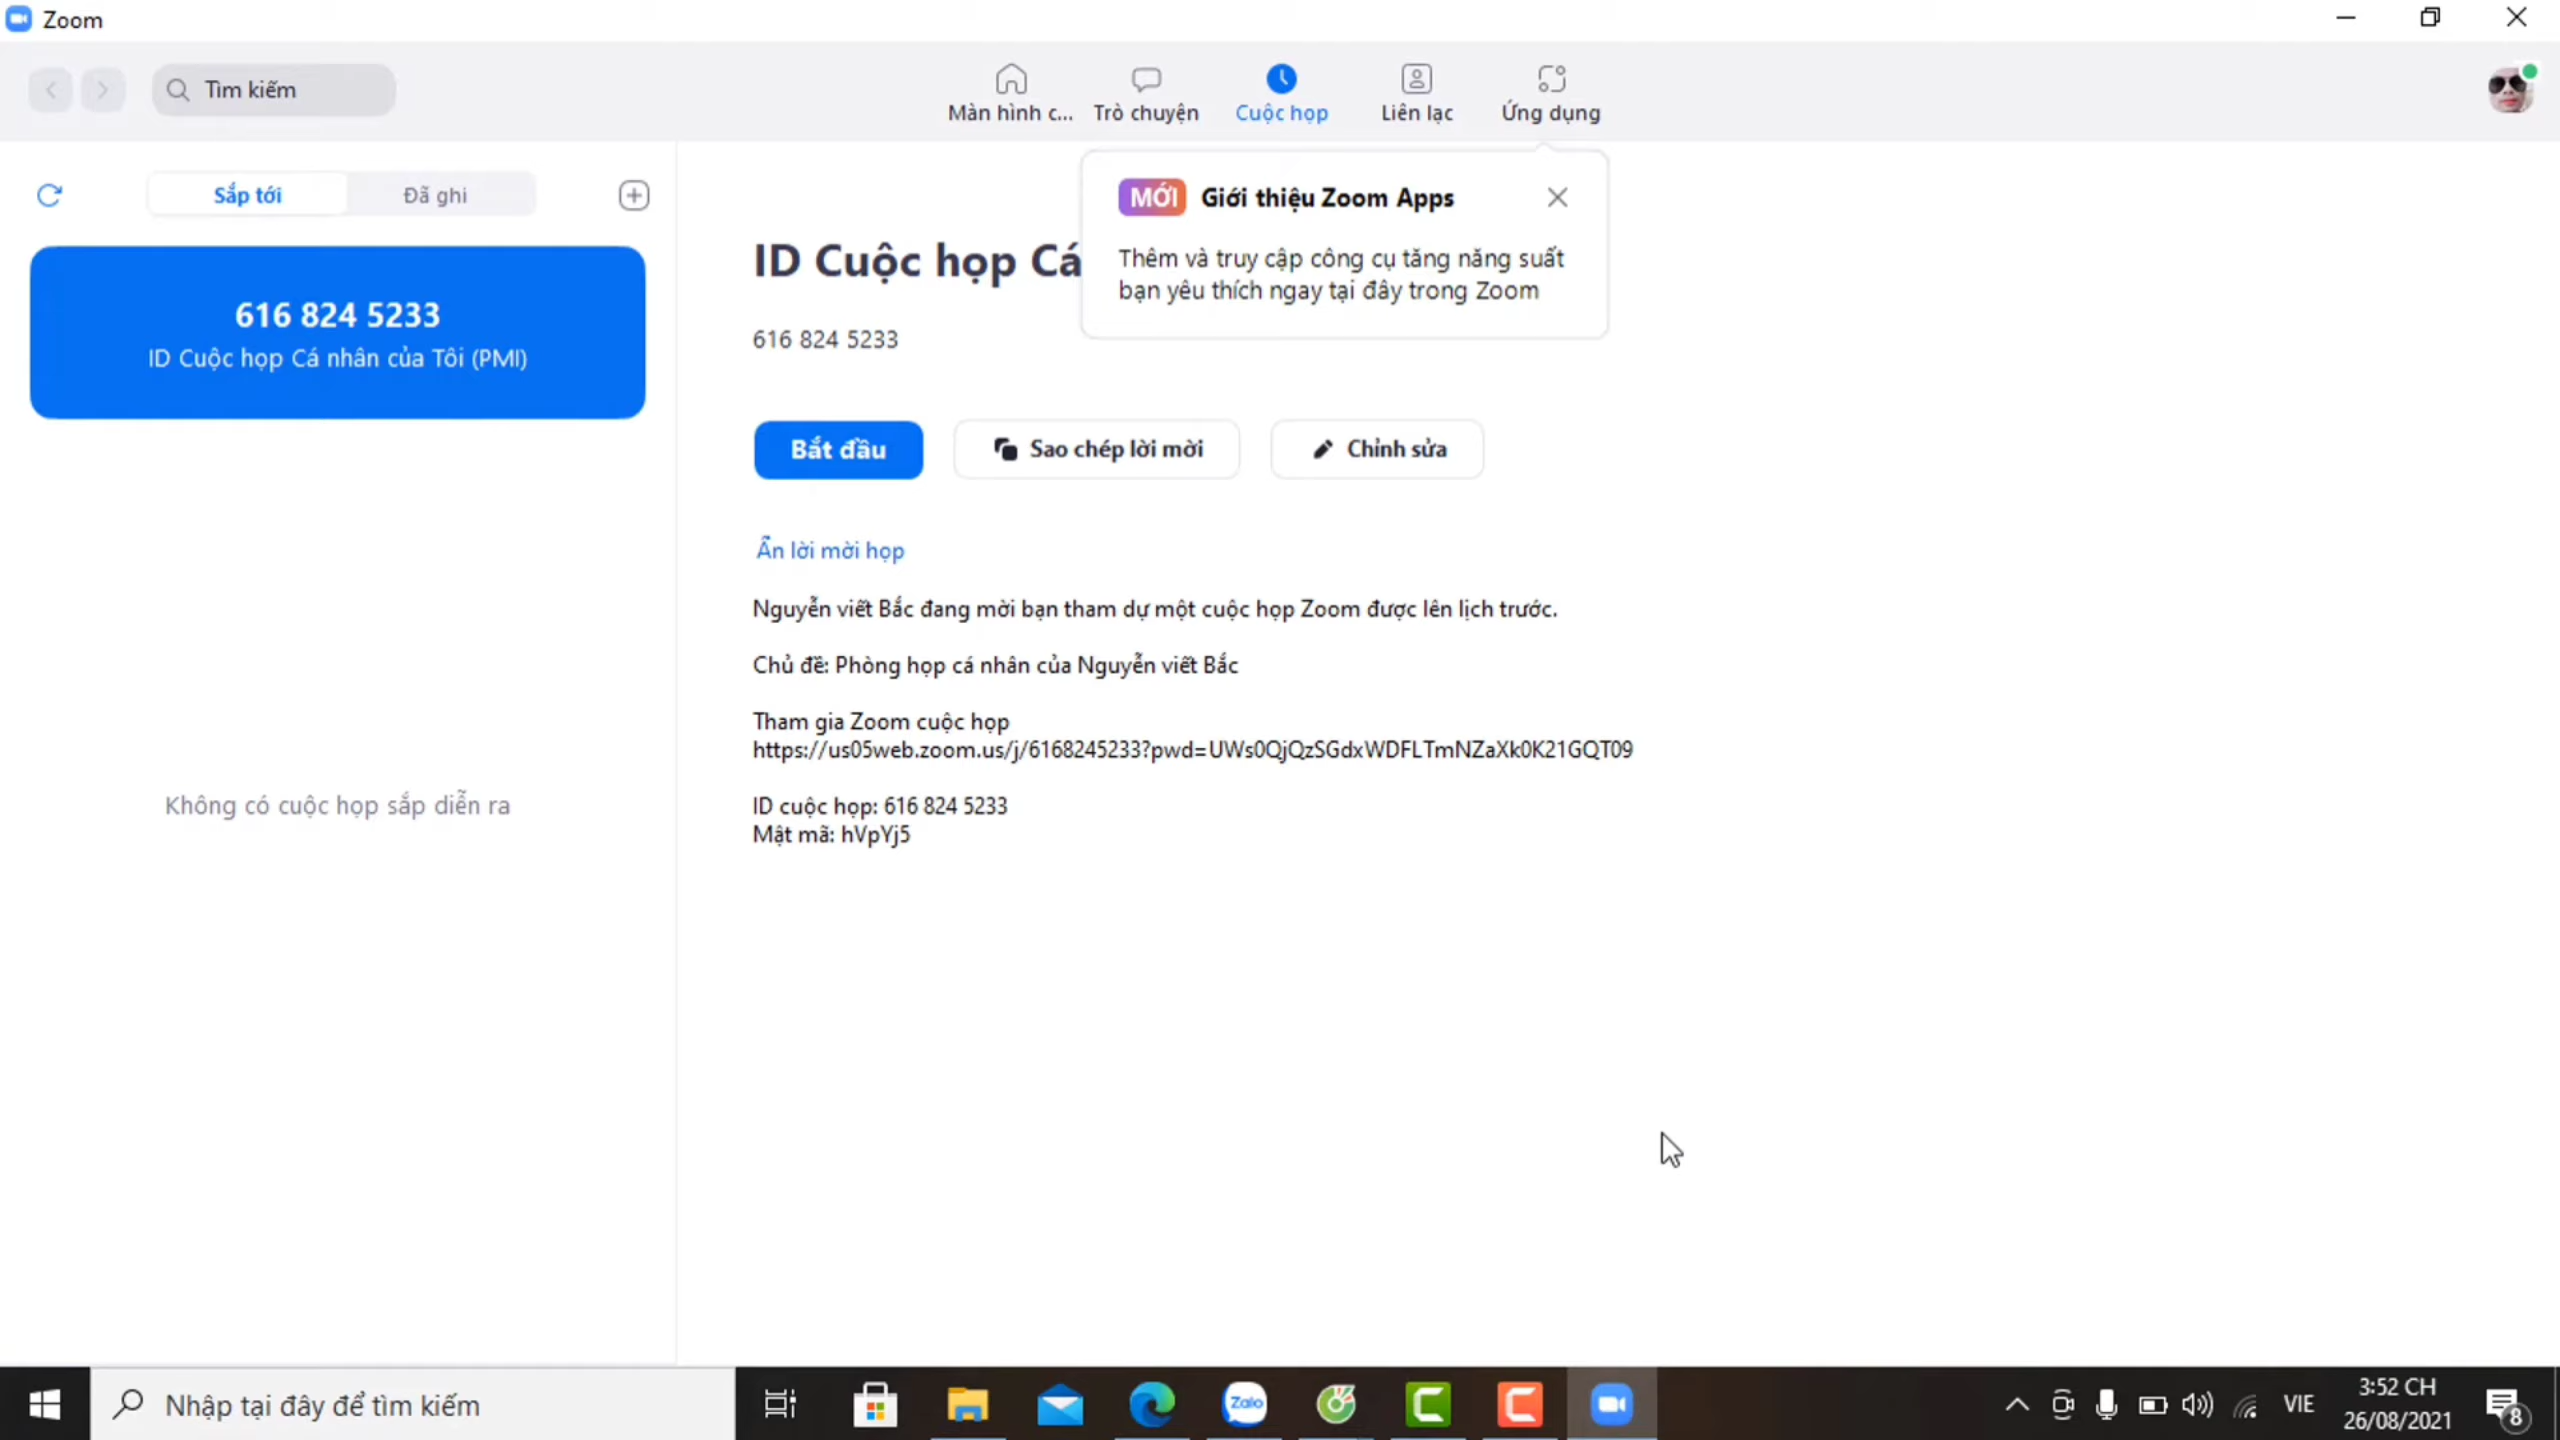 Zoom
Tìm kiếm
Màn hình c...
Trò chuyện
Cuộc họp
Liên lạc
Ứng dụng
Sắp tới
Đã ghi
MỚI Giới thiệu Zoom Apps
Thêm và truy cập công cụ tăng năng suất
bạn yêu thích ngay tại đây trong Zoom
616 824 5233
ID Cuộc họp Cá nhân của Tôi (PMI)
Không có cuộc họp sắp diễn ra
ID Cuộc họp Cá
616 824 5233
Bắt đầu
Sao chép lời mời
Chỉnh sửa
Ẩn lời mời họp
Nguyễn viết Bắc đang mời bạn tham dự một cuộc họp Zoom được lên lịch trước.
Chủ đề: Phòng họp cá nhân của Nguyễn viết Bắc
Tham gia Zoom cuộc họp
https://us05web.zoom.us/j/6168245233?pwd=UWs0QjQzSGdxWDFLTmNZaXk0K21GQT09
ID cuộc họp: 616 824 5233
Mật mã: hVpYj5
Nhập tại đây để tìm kiếm
Zalo
VIE
3:52 CH
26/08/2021
8